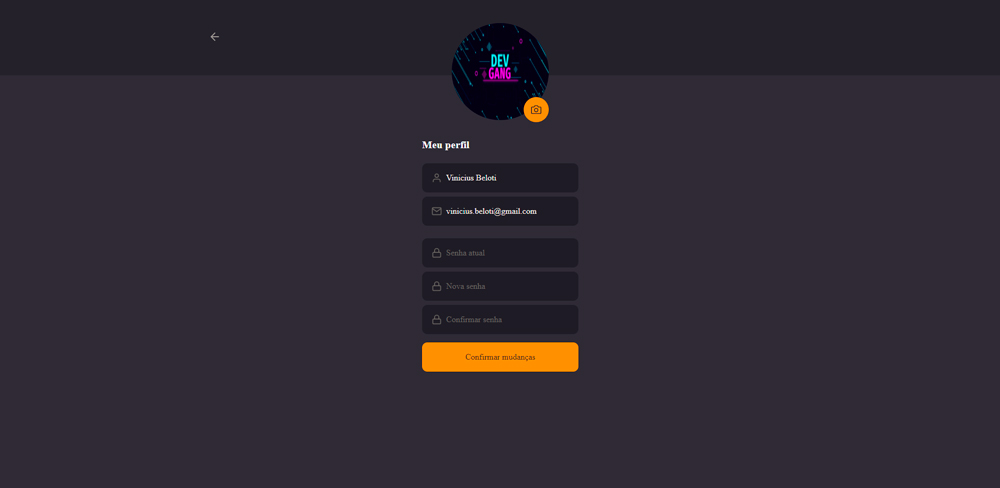 DEV
GANG
Meu perfil
Vinicius Beloti
vinicius.beloti@gmail.com
Senha atual
Nova senha
Confirmar senha
Confirmar mudanças